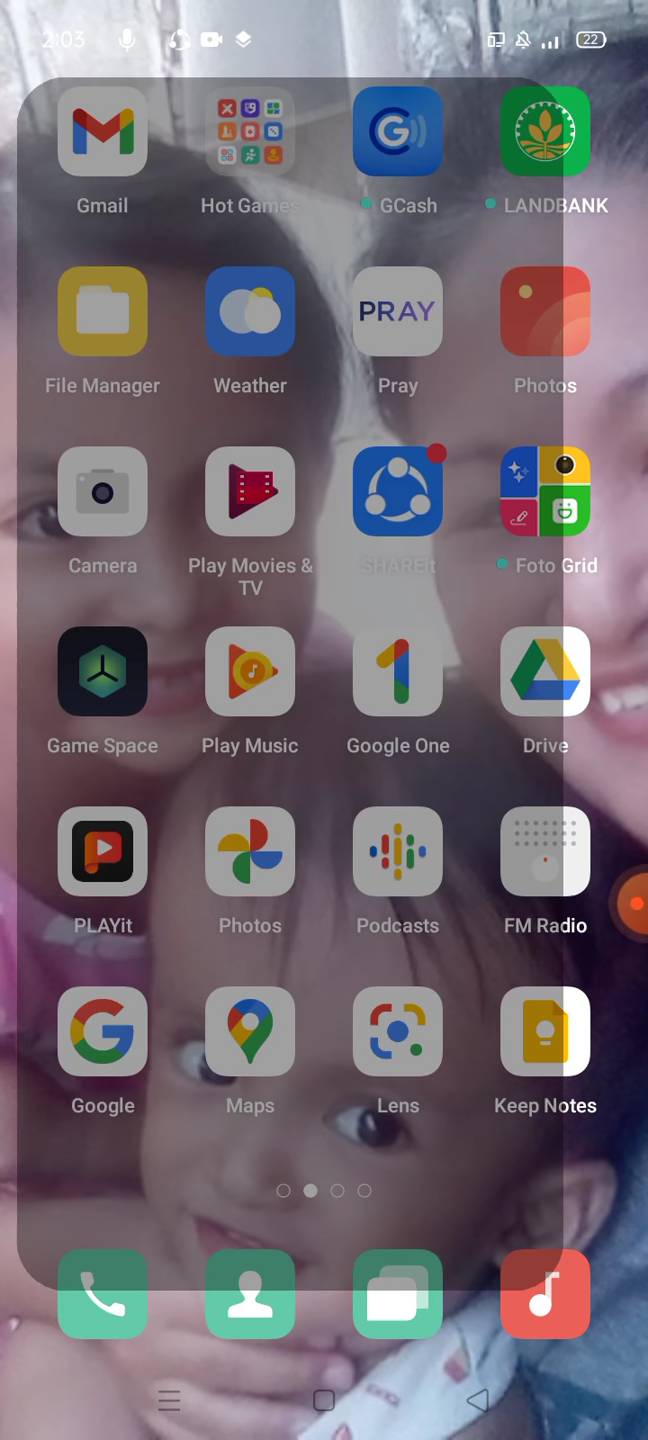 2:03
22
Gmail
Hot Games
GCash
LANDBANK
PRAY
File Manager
Weather
Pray
Photos
Camera
Play Movies &
TV
SHAREit
Foto Grid
Game Space
Play Music
Google One
Drive
PLAYit
Photos
Podcasts
FM Radio
Google
Maps
Lens
Keep Notes